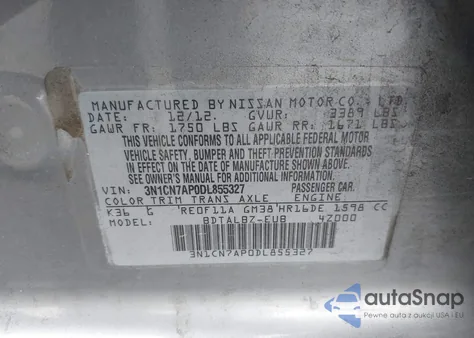 MANUFACTURED BY NISSAN MOTOR CO., LTD.
DATE: 12/12. GVUR: 3389 LBS
GAWR FR: 1750 LBS GAWR RR: 1671 LBS
THIS VEHICLE CONFORMS TO ALL APPLICABLE FEDERAL MOTOR
VEHICLE SAFETY, BUMPER AND THEFT PREVENTION STANDARDS
IN EFFECT ON THE DATE OF MANUFACTURE SHOWN ABOVE.
SEE OWNER'S MANUAL FOR ADDITIONAL INFORMATION.
VIN: 3N1CN7AP0DL855327 PASSENGER CAR.
COLOR TRIM TRANS AXLE ENGINE
K36 G RE0F11A GM38 HR16DE 1598 CC
MODEL: BDTALBZ-EUB 4Z000
3N1CN7AP0DL855327
autaSnap
Pewne auta z USA i EU